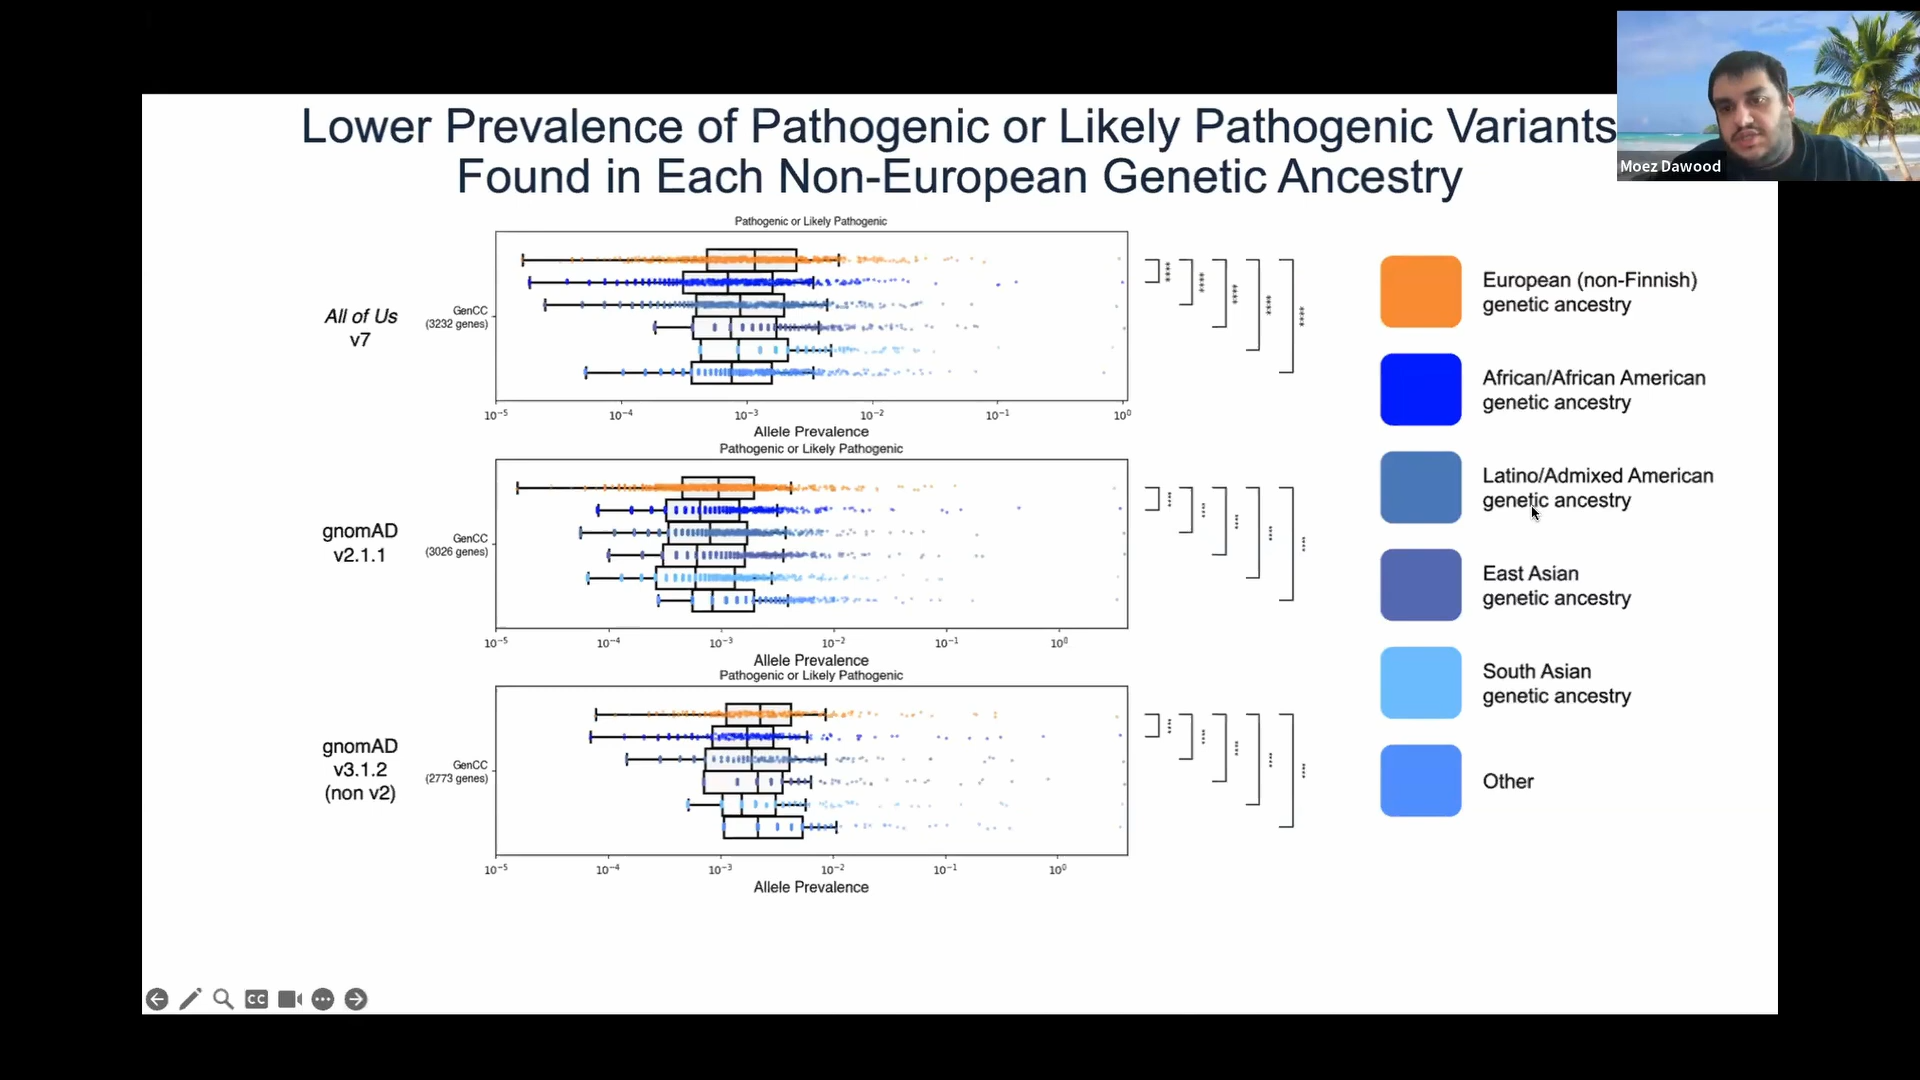 Lower Prevalence of Pathogenic or Likely Pathogenic Variants
Found in Each Non-European Genetic Ancestry
Moez Dawood
Pathogenic or Likely Pathogenic
All of Us
v7
GenCC
(3232 genes)
****
****
****
****
****
10⁻⁵ 10⁻⁴ 10⁻³ 10⁻² 10⁻¹ 10⁰
Allele Prevalence
Pathogenic or Likely Pathogenic
gnomAD
v2.1.1
GenCC
(3026 genes)
****
****
****
****
****
10⁻⁵ 10⁻⁴ 10⁻³ 10⁻² 10⁻¹ 10⁰
Allele Prevalence
Pathogenic or Likely Pathogenic
gnomAD
v3.1.2
(non v2)
GenCC
(2773 genes)
****
****
****
****
****
10⁻⁵ 10⁻⁴ 10⁻³ 10⁻² 10⁻¹ 10⁰
Allele Prevalence
European (non-Finnish)
genetic ancestry
African/African American
genetic ancestry
Latino/Admixed American
genetic ancestry
East Asian
genetic ancestry
South Asian
genetic ancestry
Other
CC